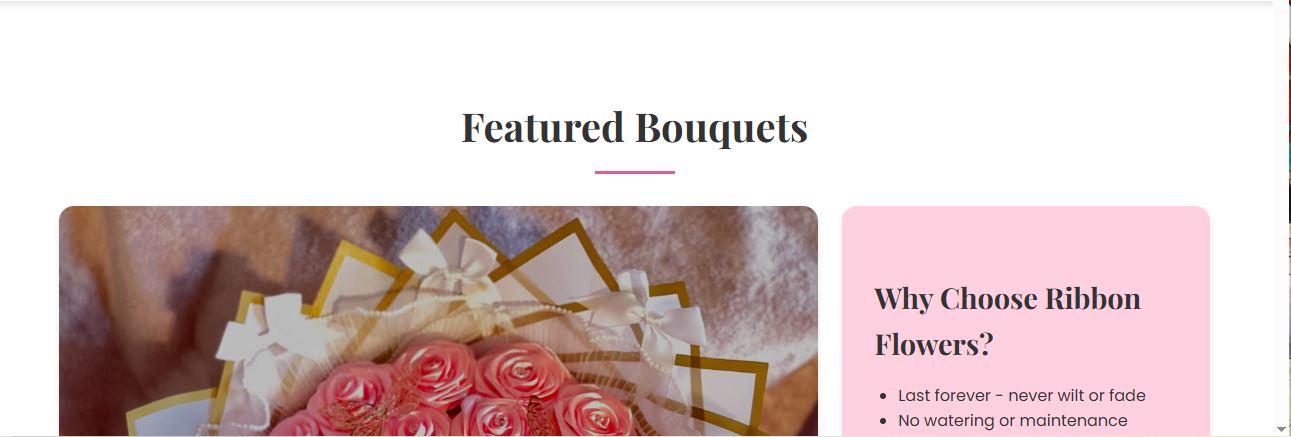 Featured Bouquets
Why Choose Ribbon
Flowers?
Last forever - never wilt or fade
No watering or maintenance